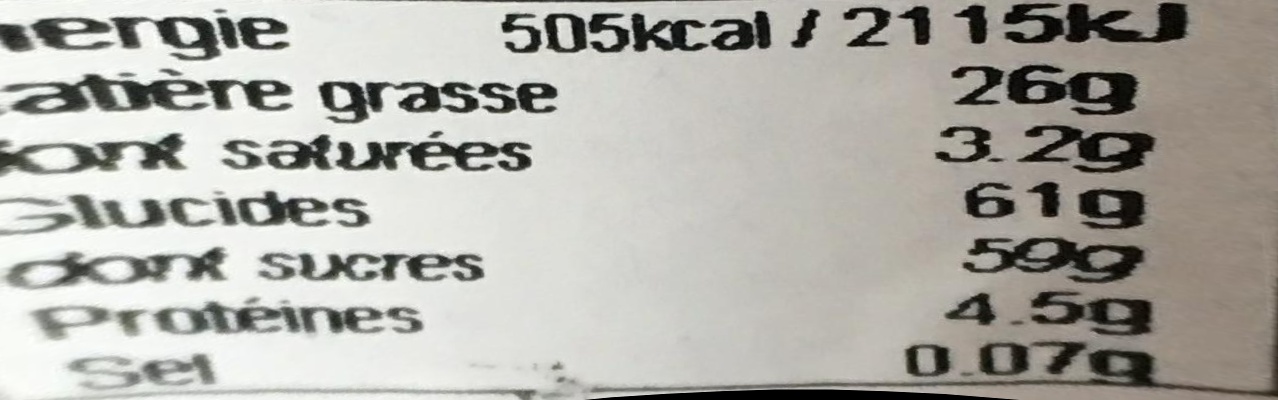 nergie 505kcal / 2115kJ
atière grasse 26g
dont saturées 3.2g
Glucides 61g
dont sucres 59g
Protéines 4.5g
Sel 0.07g